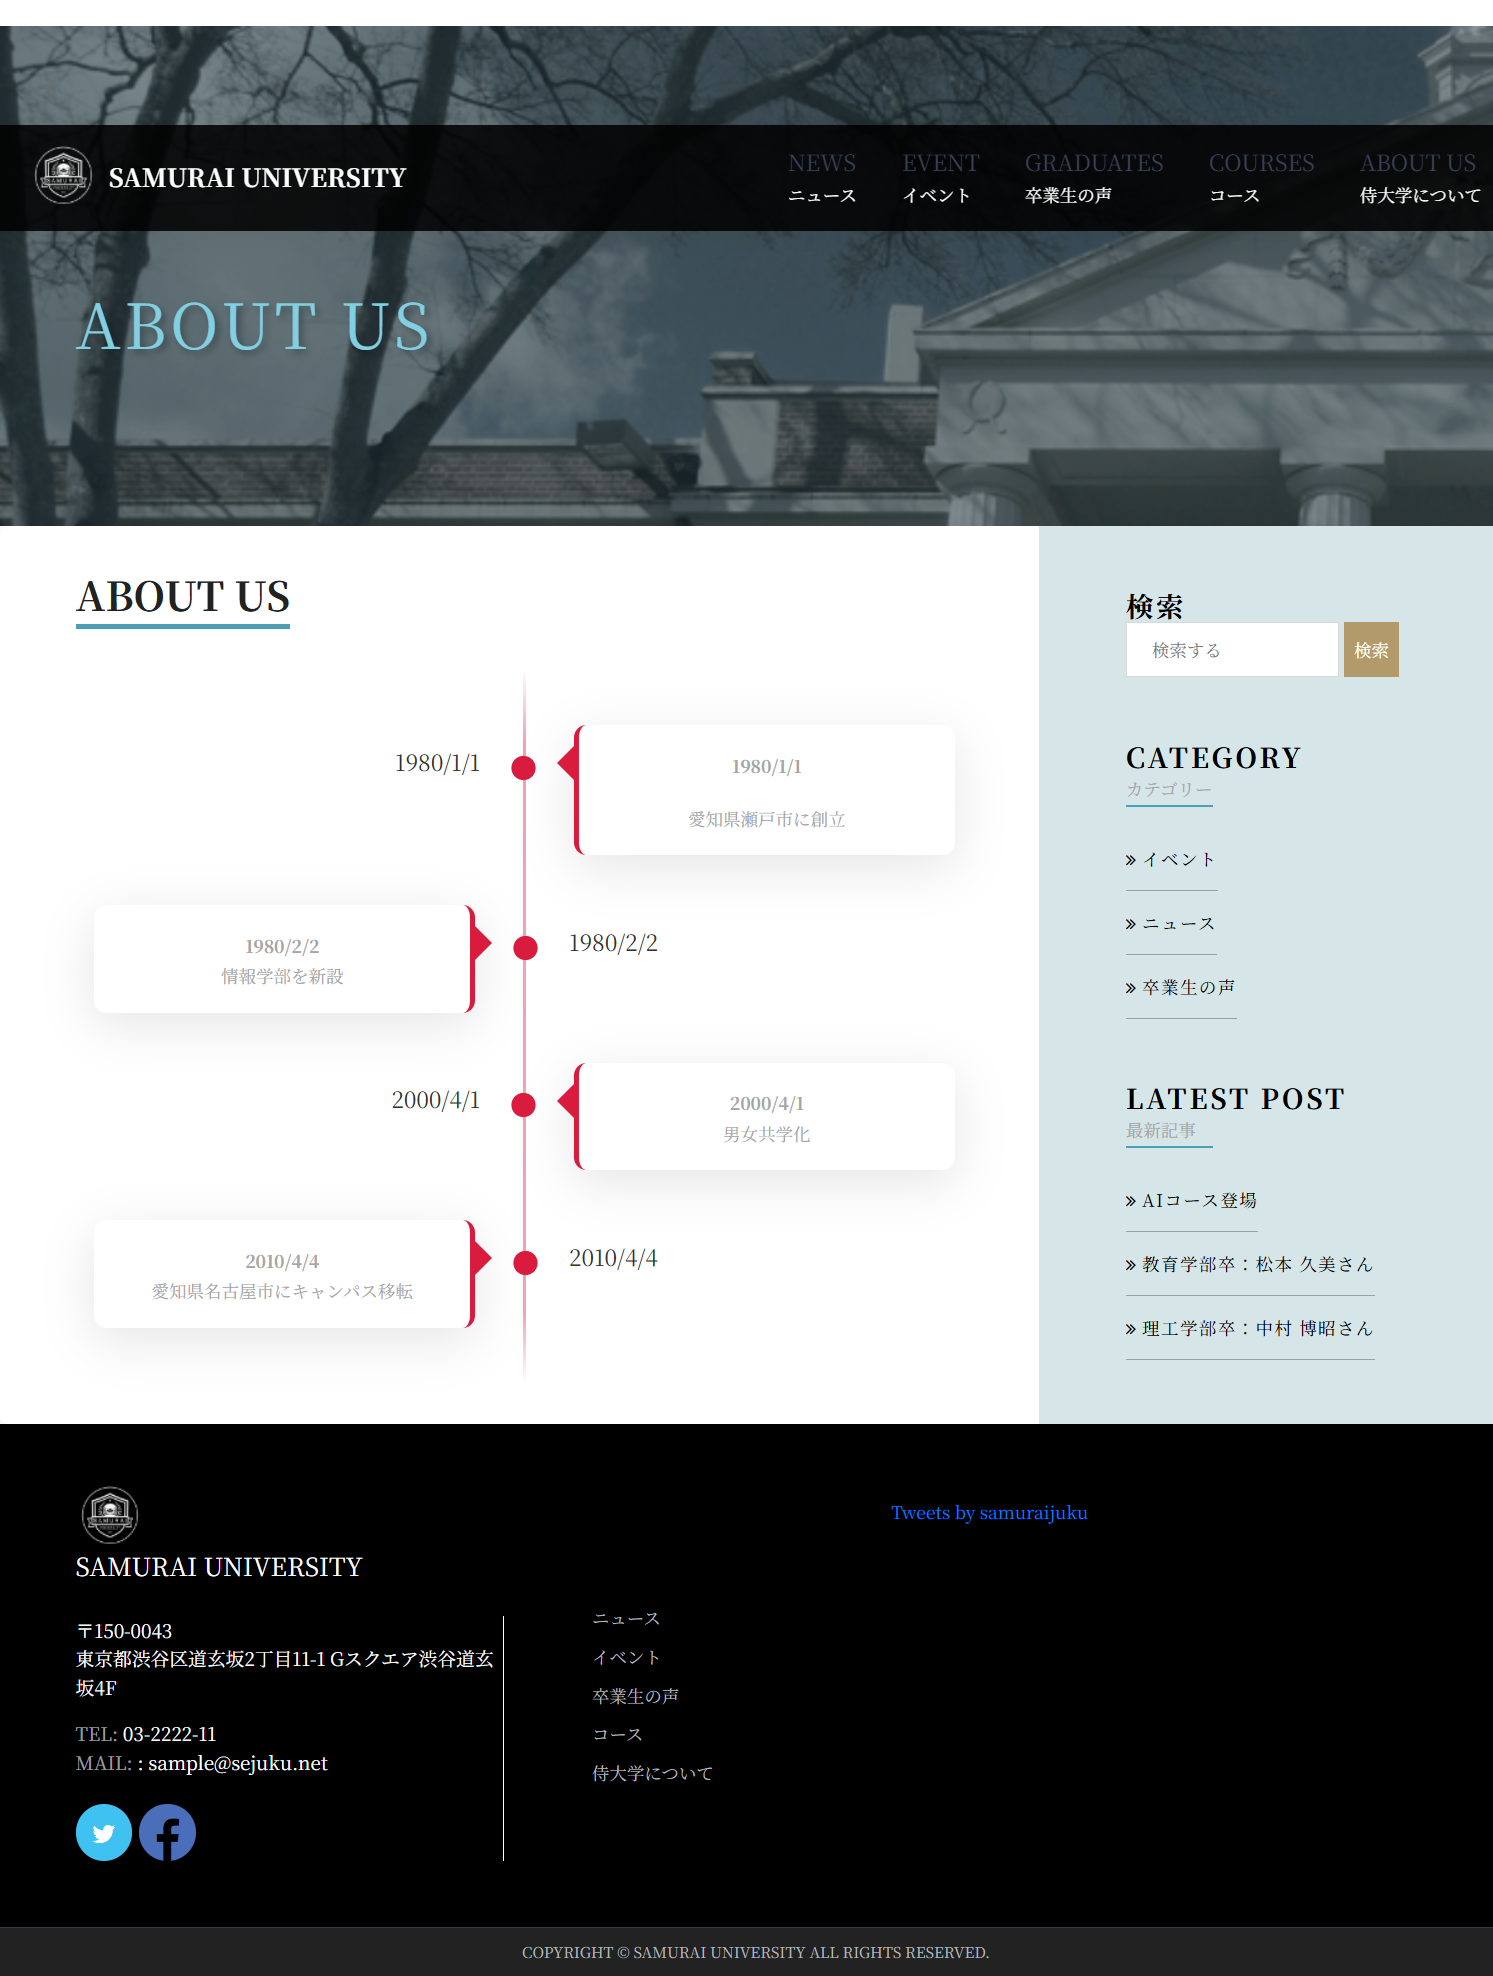 SAMURAI UNIVERSITY
NEWS
ニュース
EVENT
イベント
GRADUATES
卒業生の声
COURSES
コース
ABOUT US
侍大学について
ABOUT US
ABOUT US
1980/1/1
1980/1/1
愛知県瀬戸市に創立
1980/2/2
情報学部を新設
1980/2/2
2000/4/1
2000/4/1
男女共学化
2010/4/4
愛知県名古屋市にキャンパス移転
2010/4/4
検索
検索する
検索
CATEGORY
カテゴリー
» イベント
» ニュース
» 卒業生の声
LATEST POST
最新記事
» AIコース登場
» 教育学部卒：松本 久美さん
» 理工学部卒：中村 博昭さん
SAMURAI
SAMURAI UNIVERSITY
〒150-0043
東京都渋谷区道玄坂2丁目11-1 Gスクエア渋谷道玄
坂4F
TEL: 03-2222-11
MAIL: : sample@sejuku.net
ニュース
イベント
卒業生の声
コース
侍大学について
Tweets by samuraijuku
COPYRIGHT © SAMURAI UNIVERSITY ALL RIGHTS RESERVED.